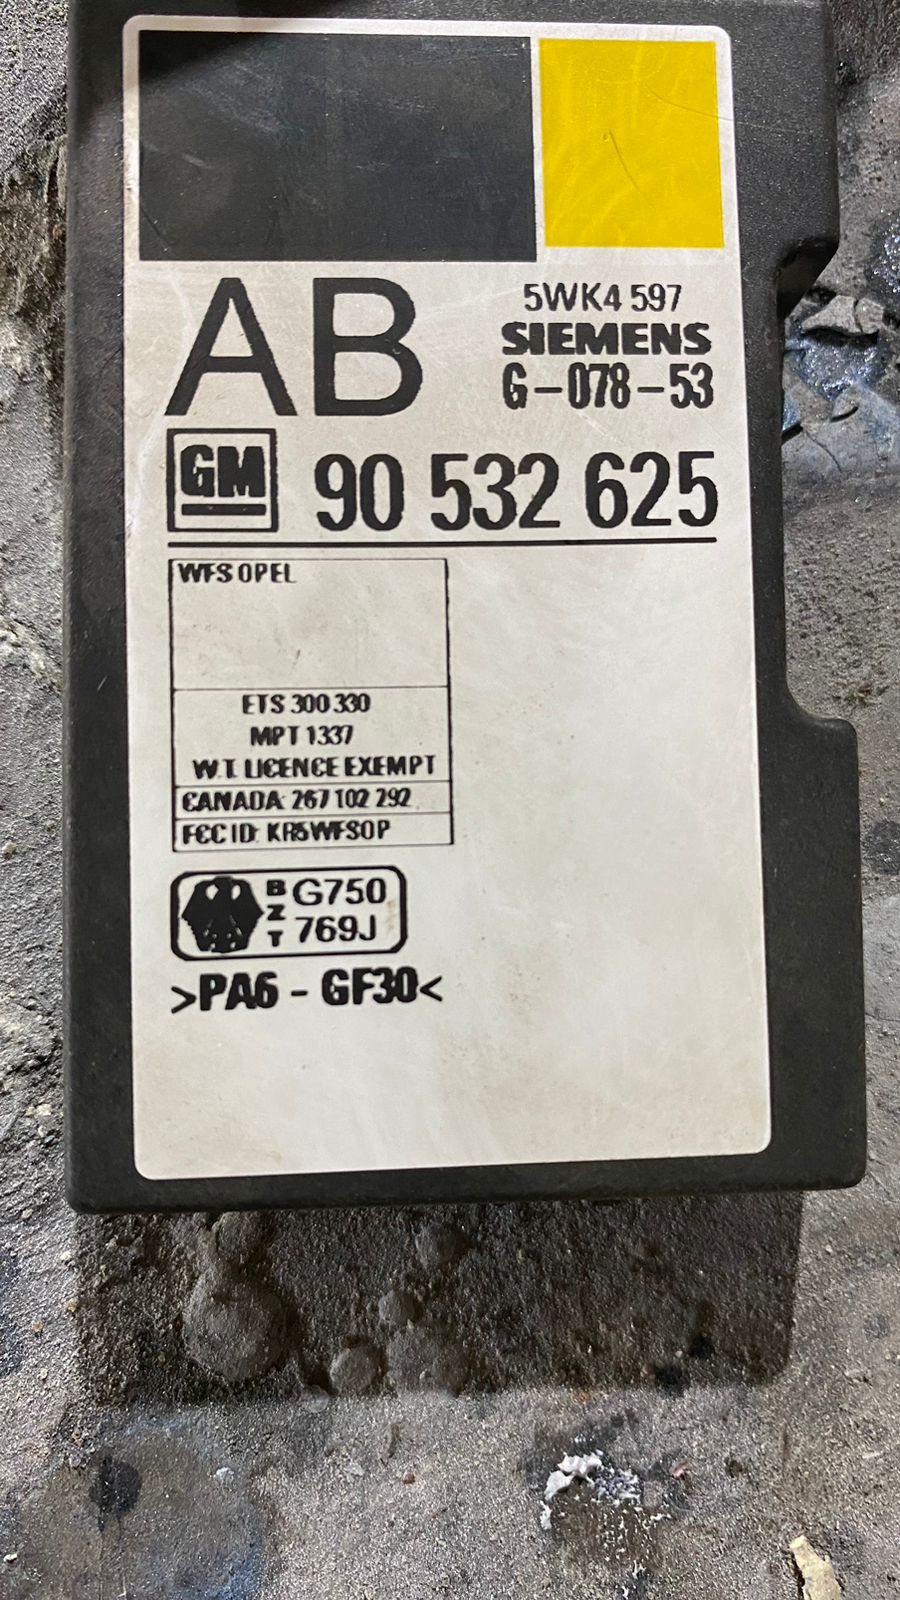 AB
5WK4 597
SIEMENS
G-078-53
GM
90 532 625
WFS OPEL
ETS 300 330
MPT 1337
W.T. LICENCE EXEMPT
CANADA: 267 102 292
FCC ID: KR5WFSOP
BZT G750
769J
>PA6 - GF30<